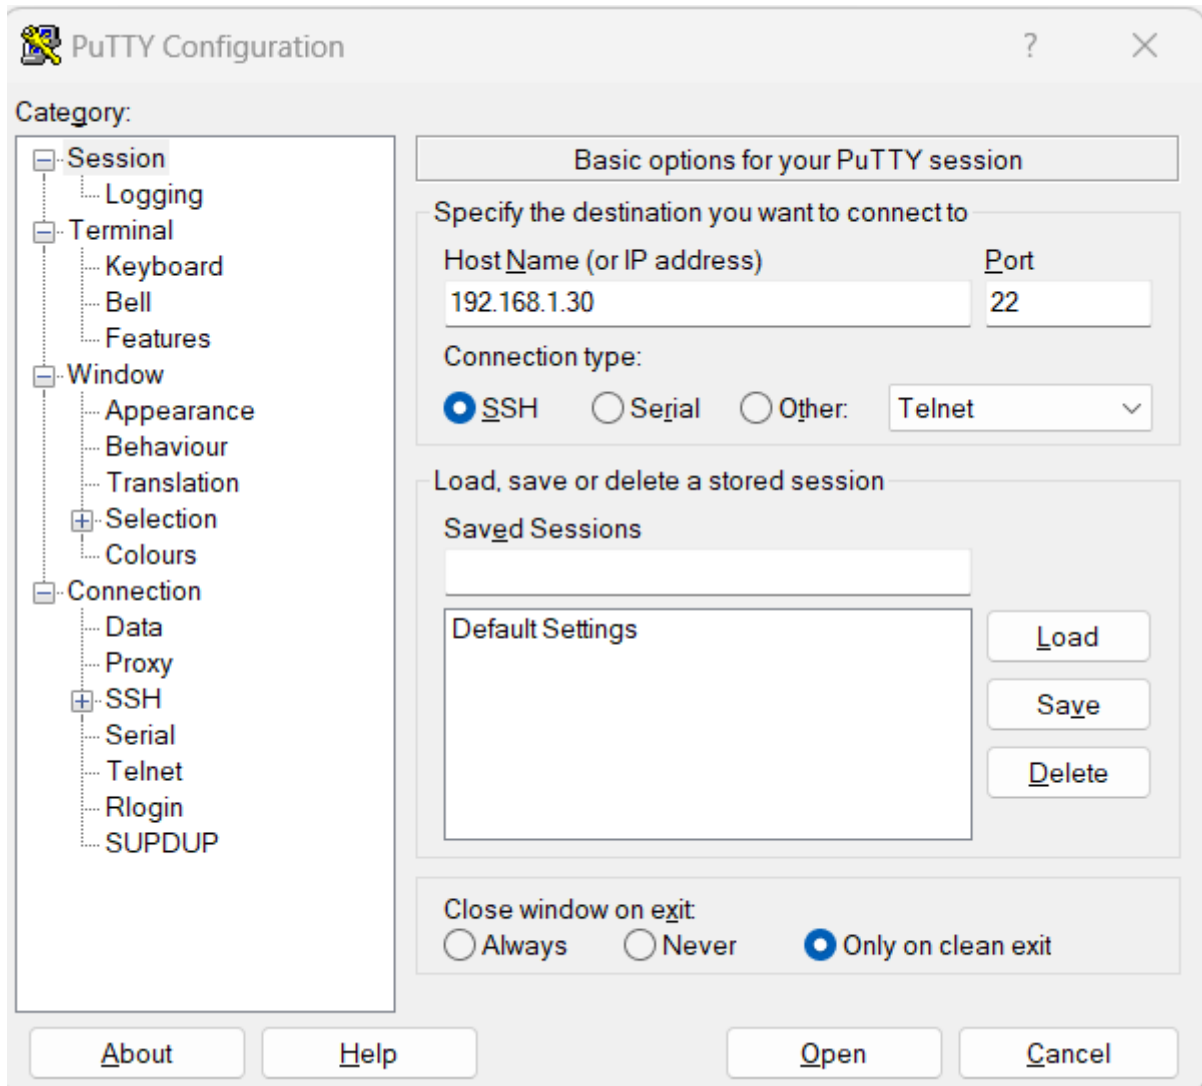 PuTTY Configuration
?
Category:
Session
Logging
Terminal
Keyboard
Bell
Features
Window
Appearance
Behaviour
Translation
Selection
Colours
Connection
Data
Proxy
SSH
Serial
Telnet
Rlogin
SUPDUP
Basic options for your PuTTY session
Specify the destination you want to connect to
Host Name (or IP address) Port
192.168.1.30 22
Connection type:
SSH Serial Other: Telnet
Load, save or delete a stored session
Saved Sessions
Default Settings
Load
Save
Delete
Close window on exit:
Always Never Only on clean exit
About Help Open Cancel